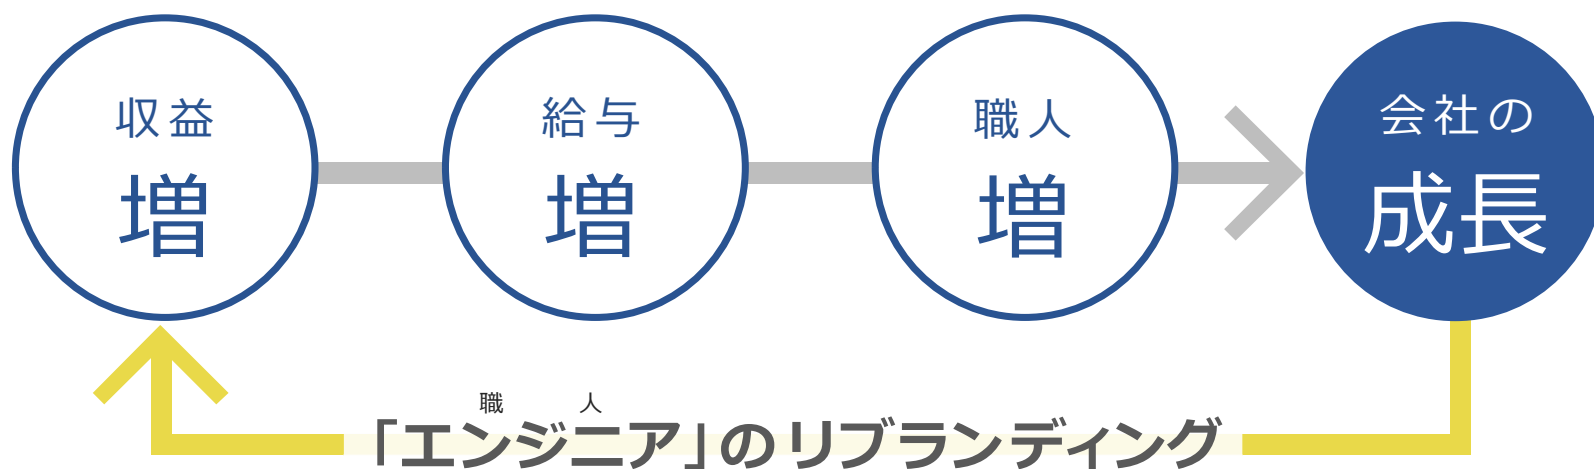 収益
増
給与
増
職人
増
会社の
成長
職人
「エンジニア」のリブランディング